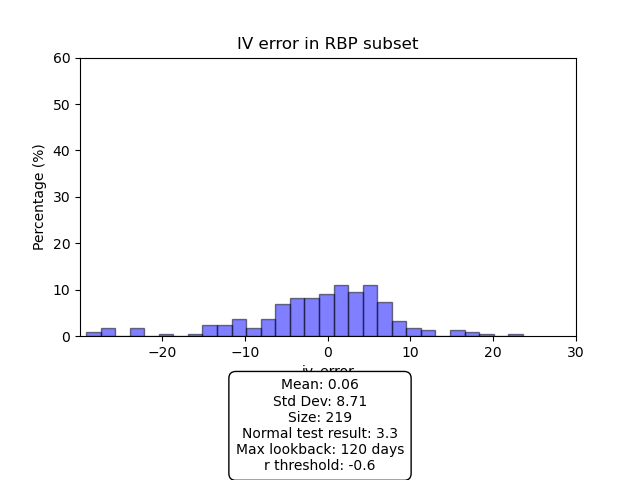 IV error in RBP subset
60
50
40
30
20
10
0
Percentage (%)
−20
−10
0
10
20
30
iv_error
Mean: 0.06
Std Dev: 8.71
Size: 219
Normal test result: 3.3
Max lookback: 120 days
r threshold: -0.6